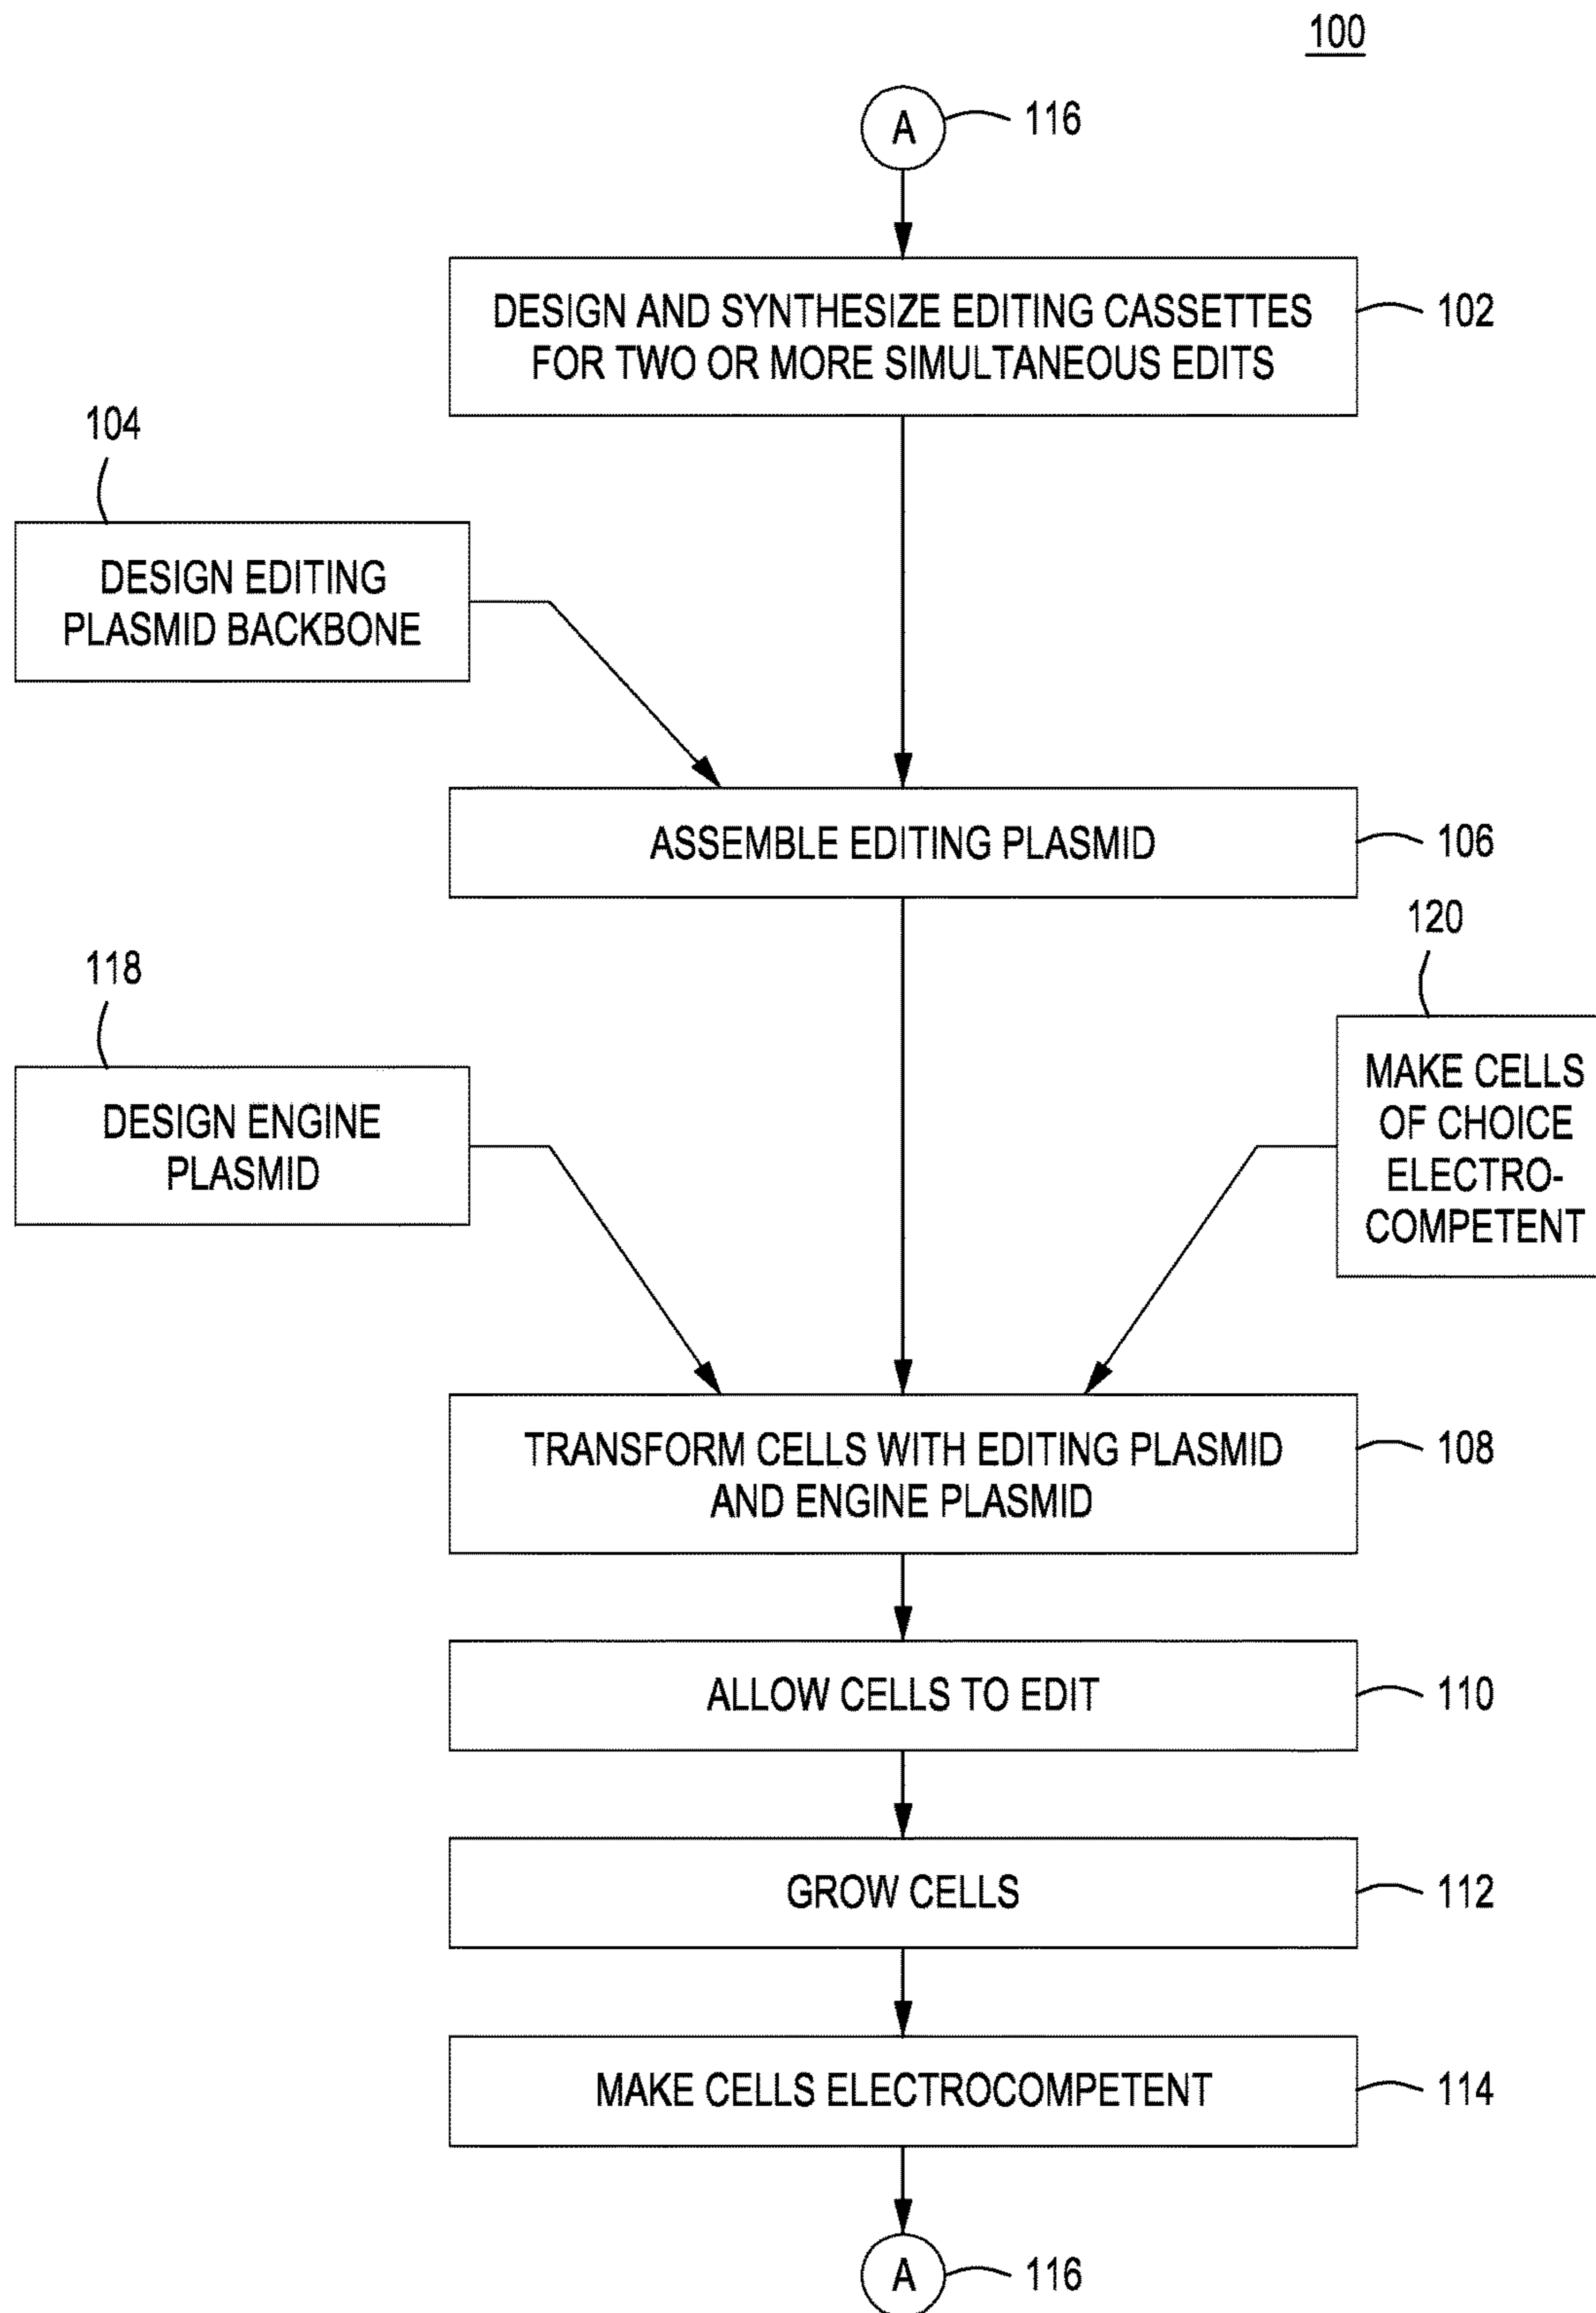 100
A
116
DESIGN AND SYNTHESIZE EDITING CASSETTES
FOR TWO OR MORE SIMULTANEOUS EDITS
102
104
DESIGN EDITING
PLASMID BACKBONE
ASSEMBLE EDITING PLASMID
106
118
DESIGN ENGINE
PLASMID
120
MAKE CELLS
OF CHOICE
ELECTRO-
COMPETENT
TRANSFORM CELLS WITH EDITING PLASMID
AND ENGINE PLASMID
108
ALLOW CELLS TO EDIT
110
GROW CELLS
112
MAKE CELLS ELECTROCOMPETENT
114
A
116